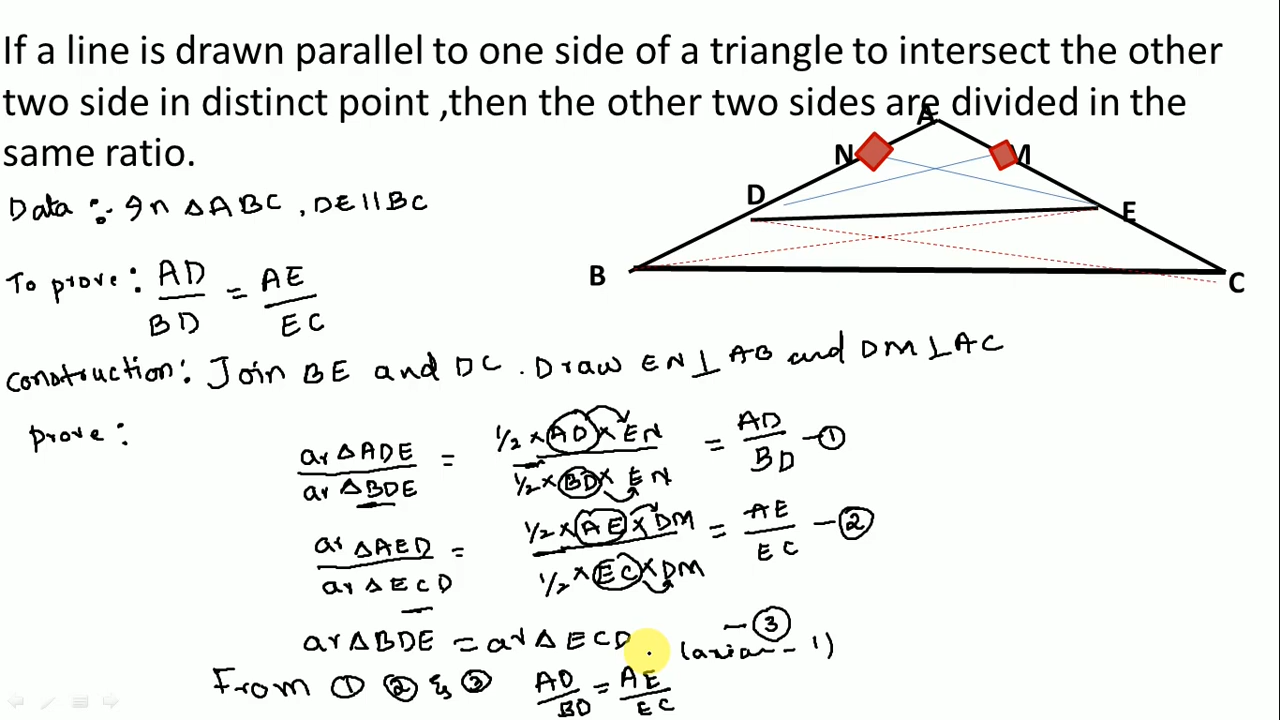 If a line is drawn parallel to one side of a triangle to intersect the other
two side in distinct point ,then the other two sides are divided in the
same ratio.
A
N M
D E
B C
Data :- In ΔABC , DE||BC
To prove : AD/BD = AE/EC
Construction: Join BE and DC . Draw EN⊥AB and DM⊥AC
prove :
ar ΔADE / ar ΔBDE = 1/2 × AD × EN / 1/2 × BD × EN = AD/BD – ①
ar ΔAED / ar ΔECD = 1/2 × AE × DM / 1/2 × EC × DM = AE/EC – ②
ar ΔBDE = ar ΔECD . – ③
From ① ② & ③ AD/BD = AE/EC